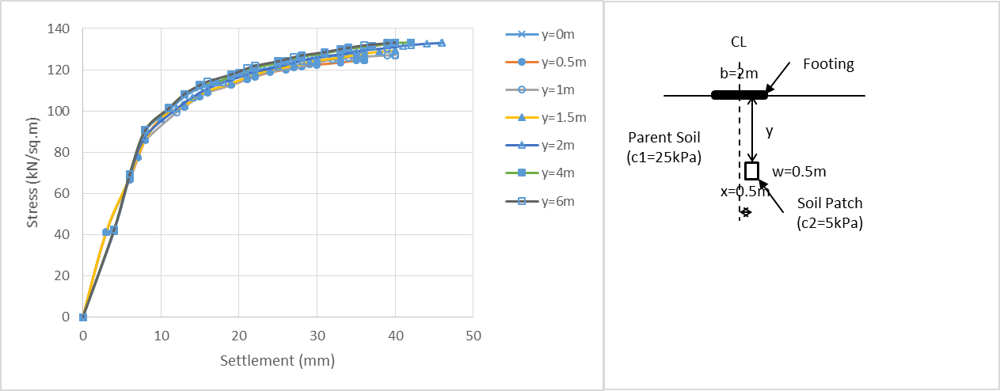 140
120
100
80
60
40
20
0
0 10 20 30 40 50
Stress (kN/sq.m)
Settlement (mm)
y=0m
y=0.5m
y=1m
y=1.5m
y=2m
y=4m
y=6m
CL
b=2m
Footing
y
Parent Soil
(c1=25kPa)
w=0.5m
x=0.5m
Soil Patch
(c2=5kPa)